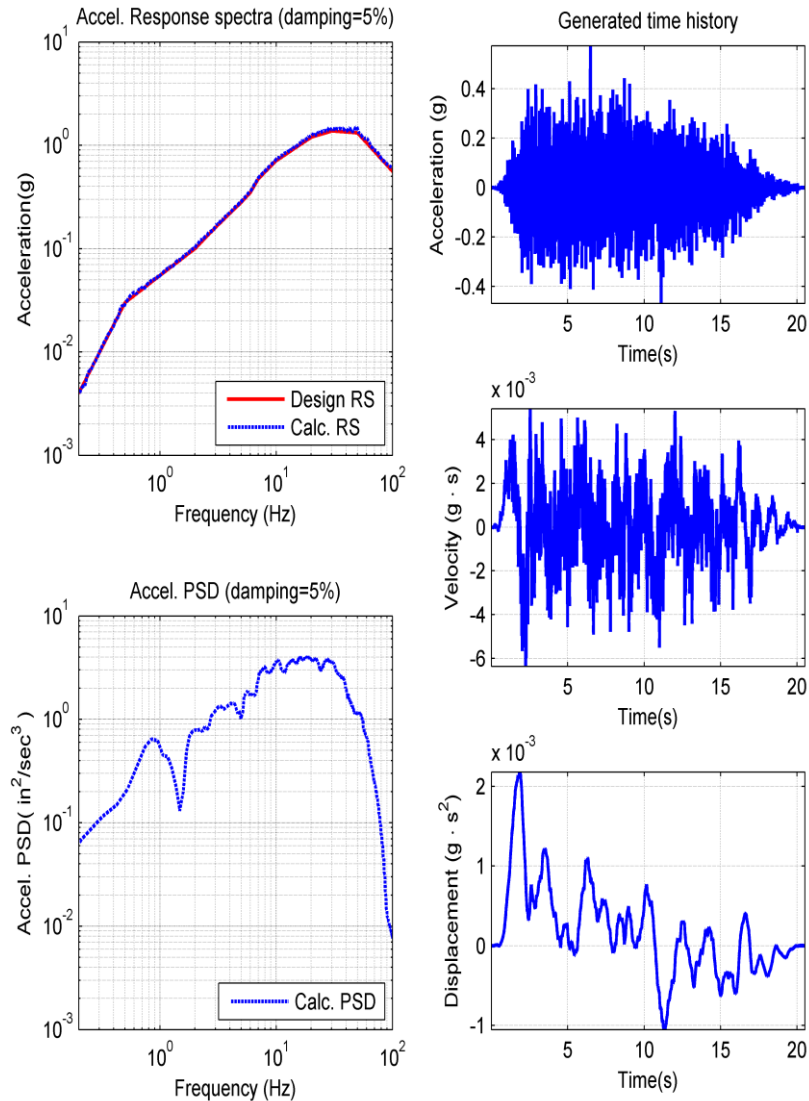 Accel. Response spectra (damping=5%)
10^2
10^1
10^0
10^-1
10^-2
10^-3
Acceleration(g)
Design RS
Calc. RS
10^0 10^1 10^2
Frequency (Hz)
Accel. PSD (damping=5%)
10^1
10^0
10^-1
10^-2
10^-3
Accel. PSD( in^2/sec^3)
Calc. PSD
10^0 10^1 10^2
Frequency (Hz)
Generated time history
0.4
0.2
0
-0.2
-0.4
Acceleration (g)
5 10 15 20
Time(s)
x 10^-3
4
2
0
-2
-4
-6
Velocity (g · s)
5 10 15 20
Time(s)
x 10^-3
2
1
0
-1
Displacement (g · s^2)
5 10 15 20
Time(s)